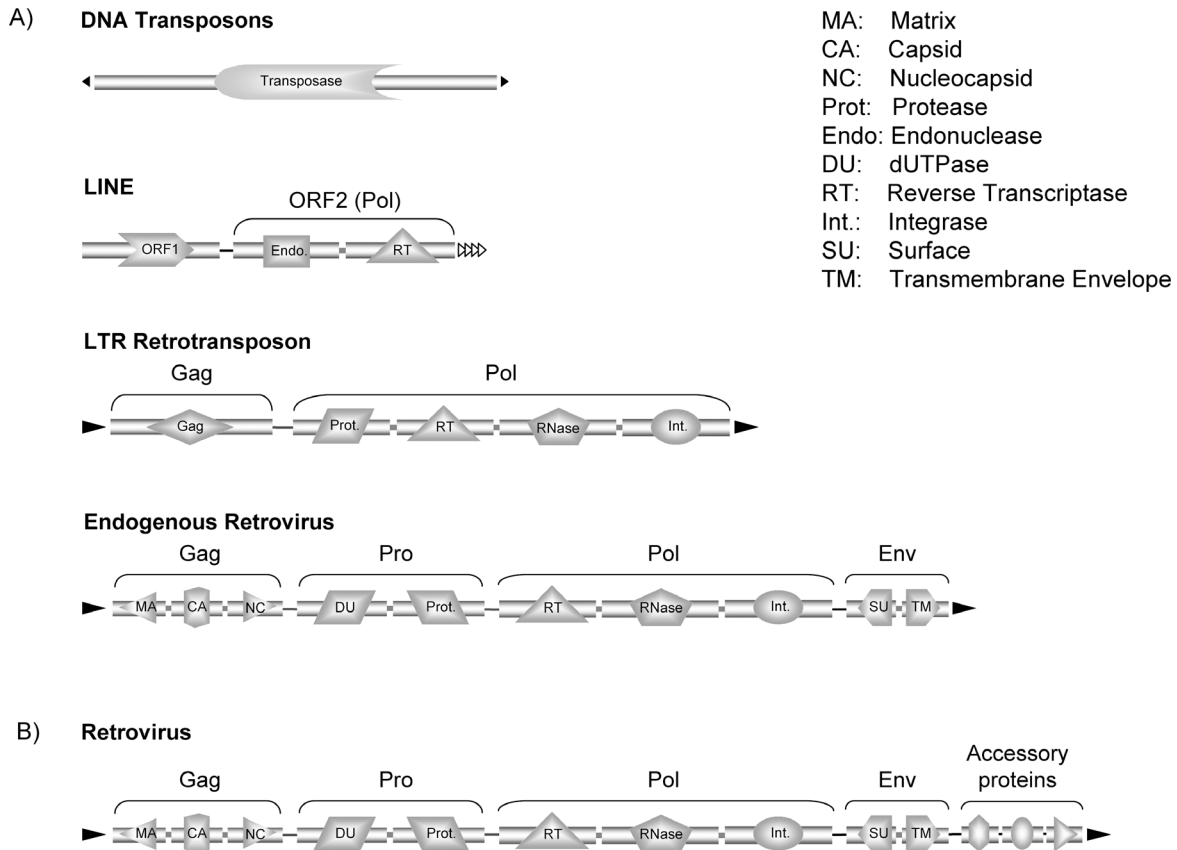 A)
DNA Transposons
Transposase
LINE
ORF2 (Pol)
ORF1 Endo. RT
LTR Retrotransposon
Gag Pol
Gag Prot. RT RNase Int.
Endogenous Retrovirus
Gag Pro Pol Env
MA CA NC DU Prot. RT RNase Int. SU TM
B)
Retrovirus
Accessory
proteins
Gag Pro Pol Env
MA CA NC DU Prot. RT RNase Int. SU TM
MA: Matrix
CA: Capsid
NC: Nucleocapsid
Prot: Protease
Endo: Endonuclease
DU: dUTPase
RT: Reverse Transcriptase
Int.: Integrase
SU: Surface
TM: Transmembrane Envelope